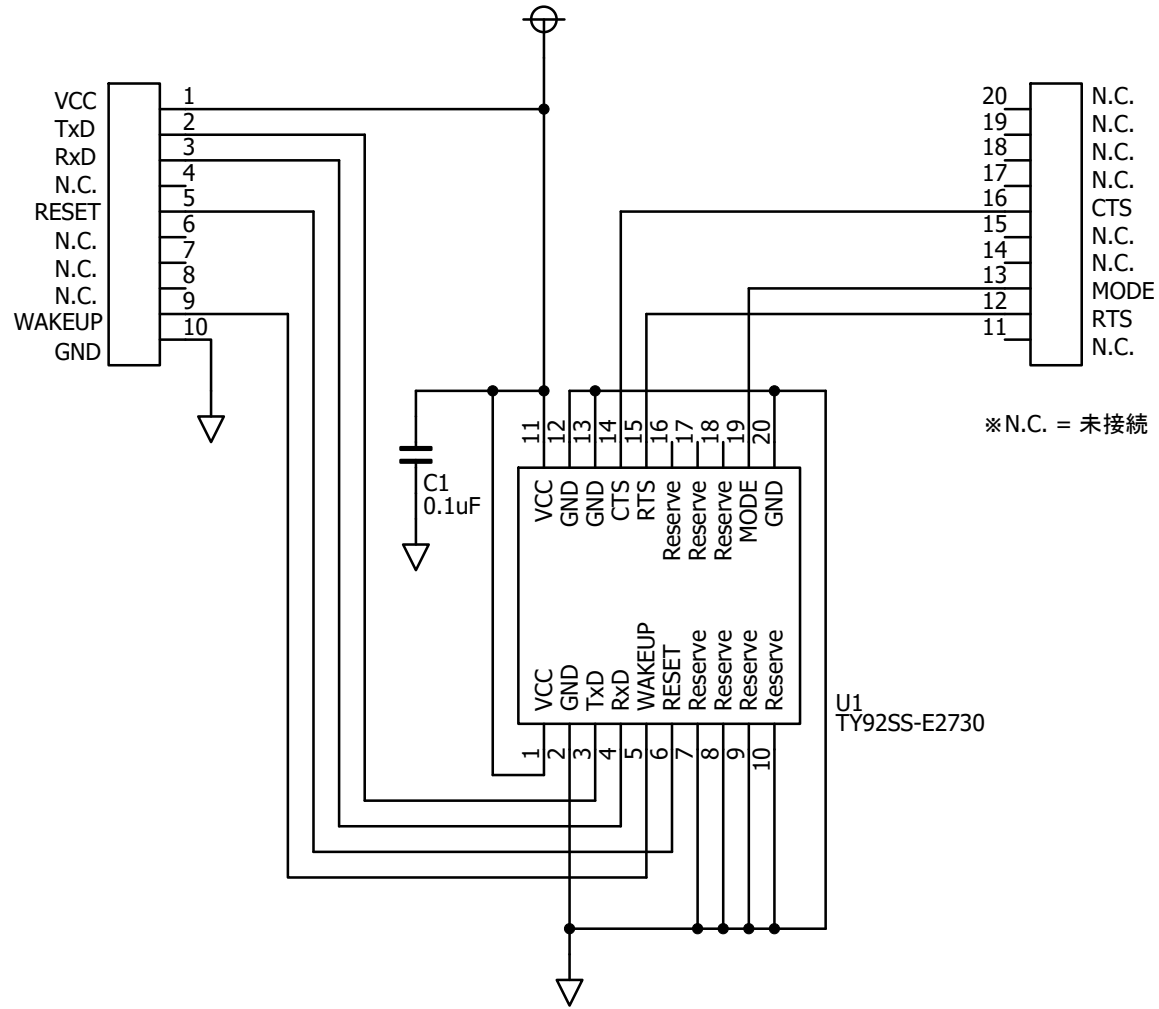 VCC
TxD
RxD
N.C.
RESET
N.C.
N.C.
N.C.
WAKEUP
GND
1
2
3
4
5
6
7
8
9
10
20
19
18
17
16
15
14
13
12
11
N.C.
N.C.
N.C.
N.C.
CTS
N.C.
N.C.
MODE
RTS
N.C.
※N.C. = 未接続
C1
0.1uF
11
12
13
14
15
16
17
18
19
20
VCC
GND
GND
CTS
RTS
Reserve
Reserve
Reserve
MODE
GND
VCC
GND
TxD
RxD
WAKEUP
RESET
Reserve
Reserve
Reserve
Reserve
1
2
3
4
5
6
7
8
9
10
U1
TY92SS-E2730